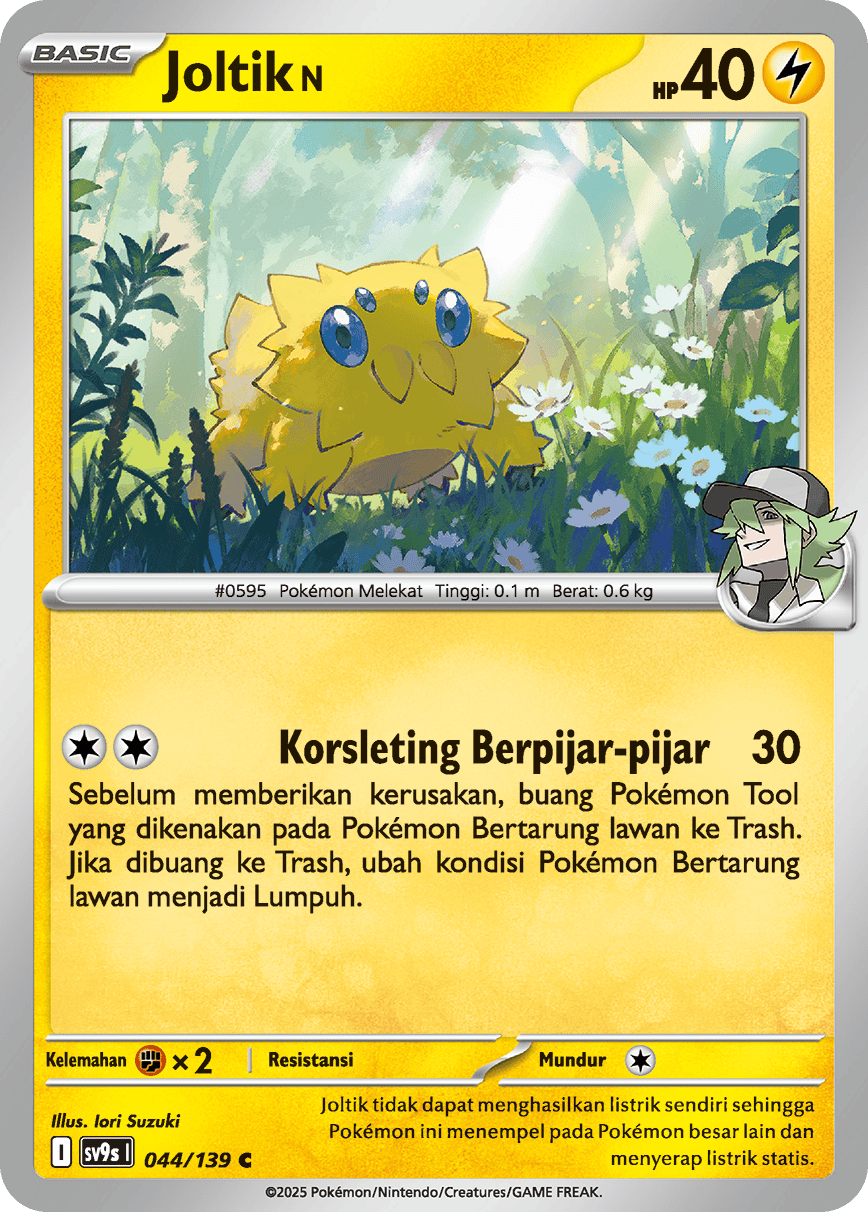 BASIC
Joltik N
HP 40
#0595 Pokémon Melekat Tinggi: 0.1 m Berat: 0.6 kg
Korsleting Berpijar-pijar 30
Sebelum memberikan kerusakan, buang Pokémon Tool
yang dikenakan pada Pokémon Bertarung lawan ke Trash.
Jika dibuang ke Trash, ubah kondisi Pokémon Bertarung
lawan menjadi Lumpuh.
Kelemahan ×2 Resistansi Mundur
Illus. Iori Suzuki
I sv9s I 044/139 C
Joltik tidak dapat menghasilkan listrik sendiri sehingga
Pokémon ini menempel pada Pokémon besar lain dan
menyerap listrik statis.
©2025 Pokémon/Nintendo/Creatures/GAME FREAK.